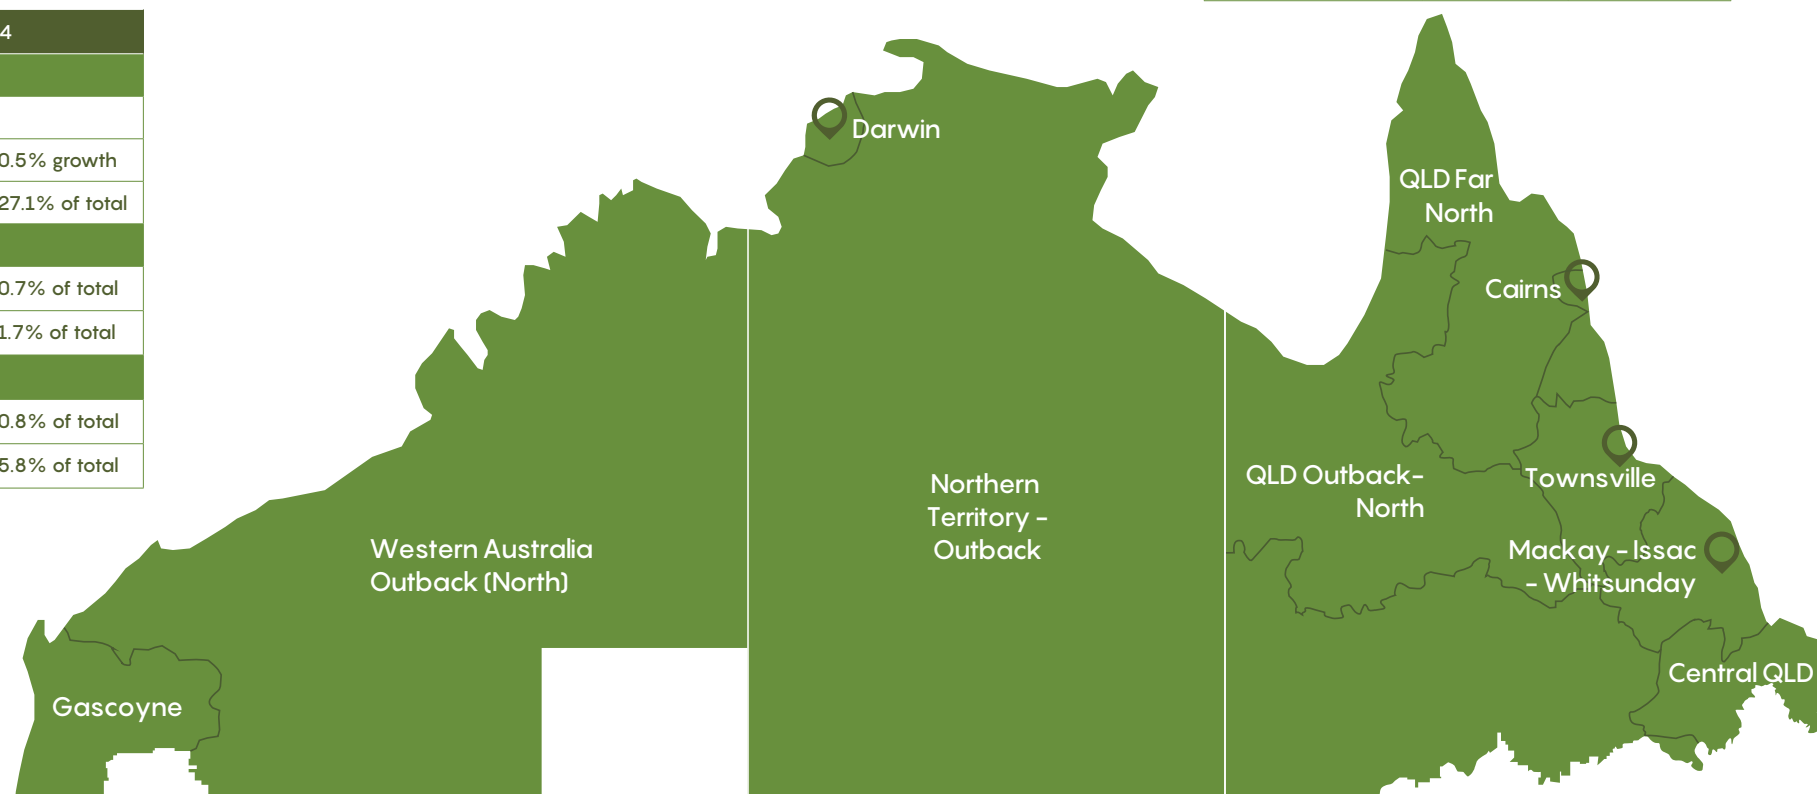 4
0.5% growth
27.1% of total
0.7% of total
1.7% of total
0.8% of total
5.8% of total
Darwin
QLD Far
North
Cairns
Northern
Territory -
Outback
QLD Outback-
North
Townsville
Western Australia
Outback (North)
Mackay - Issac
- Whitsunday
Central QLD
Gascoyne